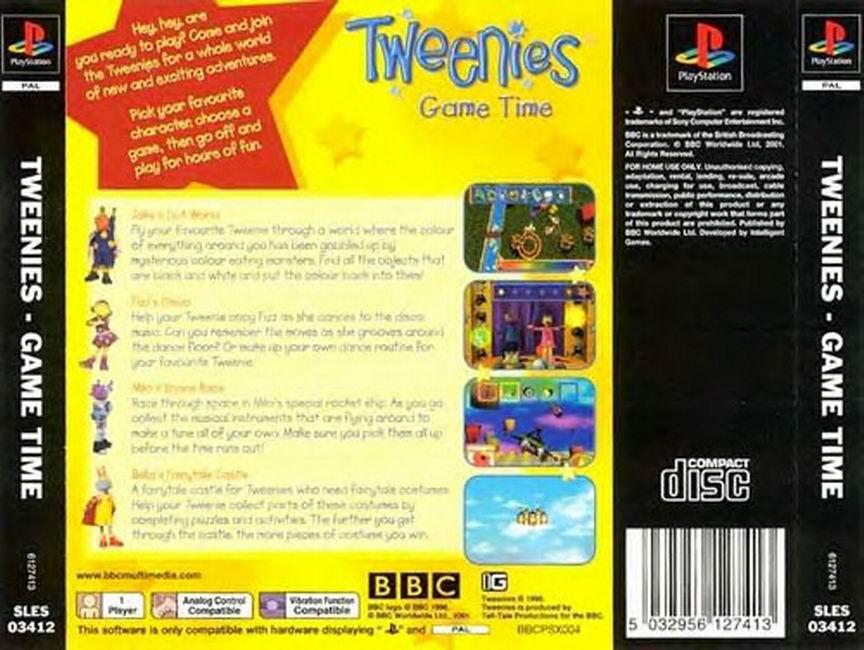 PlayStation
PAL
TWEENIES - GAME TIME
6127413
SLES
03412
Hey, hey, are
you ready to play? Come and join
the Tweenies for a whole world
of new and exciting adventures.
Pick your favourite
character, choose a
game, then go off and
play for hours of fun.
Tweenies
Game Time
Jake's Dull World
Fly your favourite Tweenie through a world where the colour
of everything around you has been gobbled up by
mysterious colour eating monsters. Find all the objects that
are black and white and put the colour back into them!
Fizz's Disco
Help your Tweenie copy Fizz as she dances to the disco
music. Can you remember the moves as she grooves around
the dance floor? Or make up your own dance routine for
your favourite Tweenie.
Milo's Space Race
Race through space in Milo's special rocket ship. As you go,
collect the musical instruments that are flying around to
make a tune all of your own. Make sure you pick them all up
before the time runs out!
Bella's Fairytale Castle
A fairytale castle for Tweenies who need fairytale costumes.
Help your Tweenie collect parts of these costumes by
completing puzzles and activities. The further you get
through the castle, the more pieces of costume you win.
www.bbcmultimedia.com
1
Player
Analog Control
Compatible
Vibration Function
Compatible
BBC
BBC logo © BBC 1996.
© BBC Worldwide Ltd, 2001.
IG
Tweenies © 1998.
Tweenies is produced by
Tell-Tale Productions for the BBC.
This software is only compatible with hardware displaying " " and PAL
BBCPSX004
PlayStation
" " and "PlayStation" are registered
trademarks of Sony Computer Entertainment Inc.
BBC is a trademark of the British Broadcasting
Corporation. © BBC Worldwide Ltd, 2001.
All Rights Reserved.
FOR HOME USE ONLY. Unauthorised copying,
adaptation, rental, lending, re-sale, arcade
use, charging for use, broadcast, cable
transmission, public performance, distribution
or extraction of this product or any
trademark or copyright work that forms part
of this product are prohibited. Published by
BBC Worldwide Ltd. Developed by Intelligent
Games.
COMPACT
disc
5 032956 127413
PlayStation
PAL
TWEENIES - GAME TIME
6127413
SLES
03412